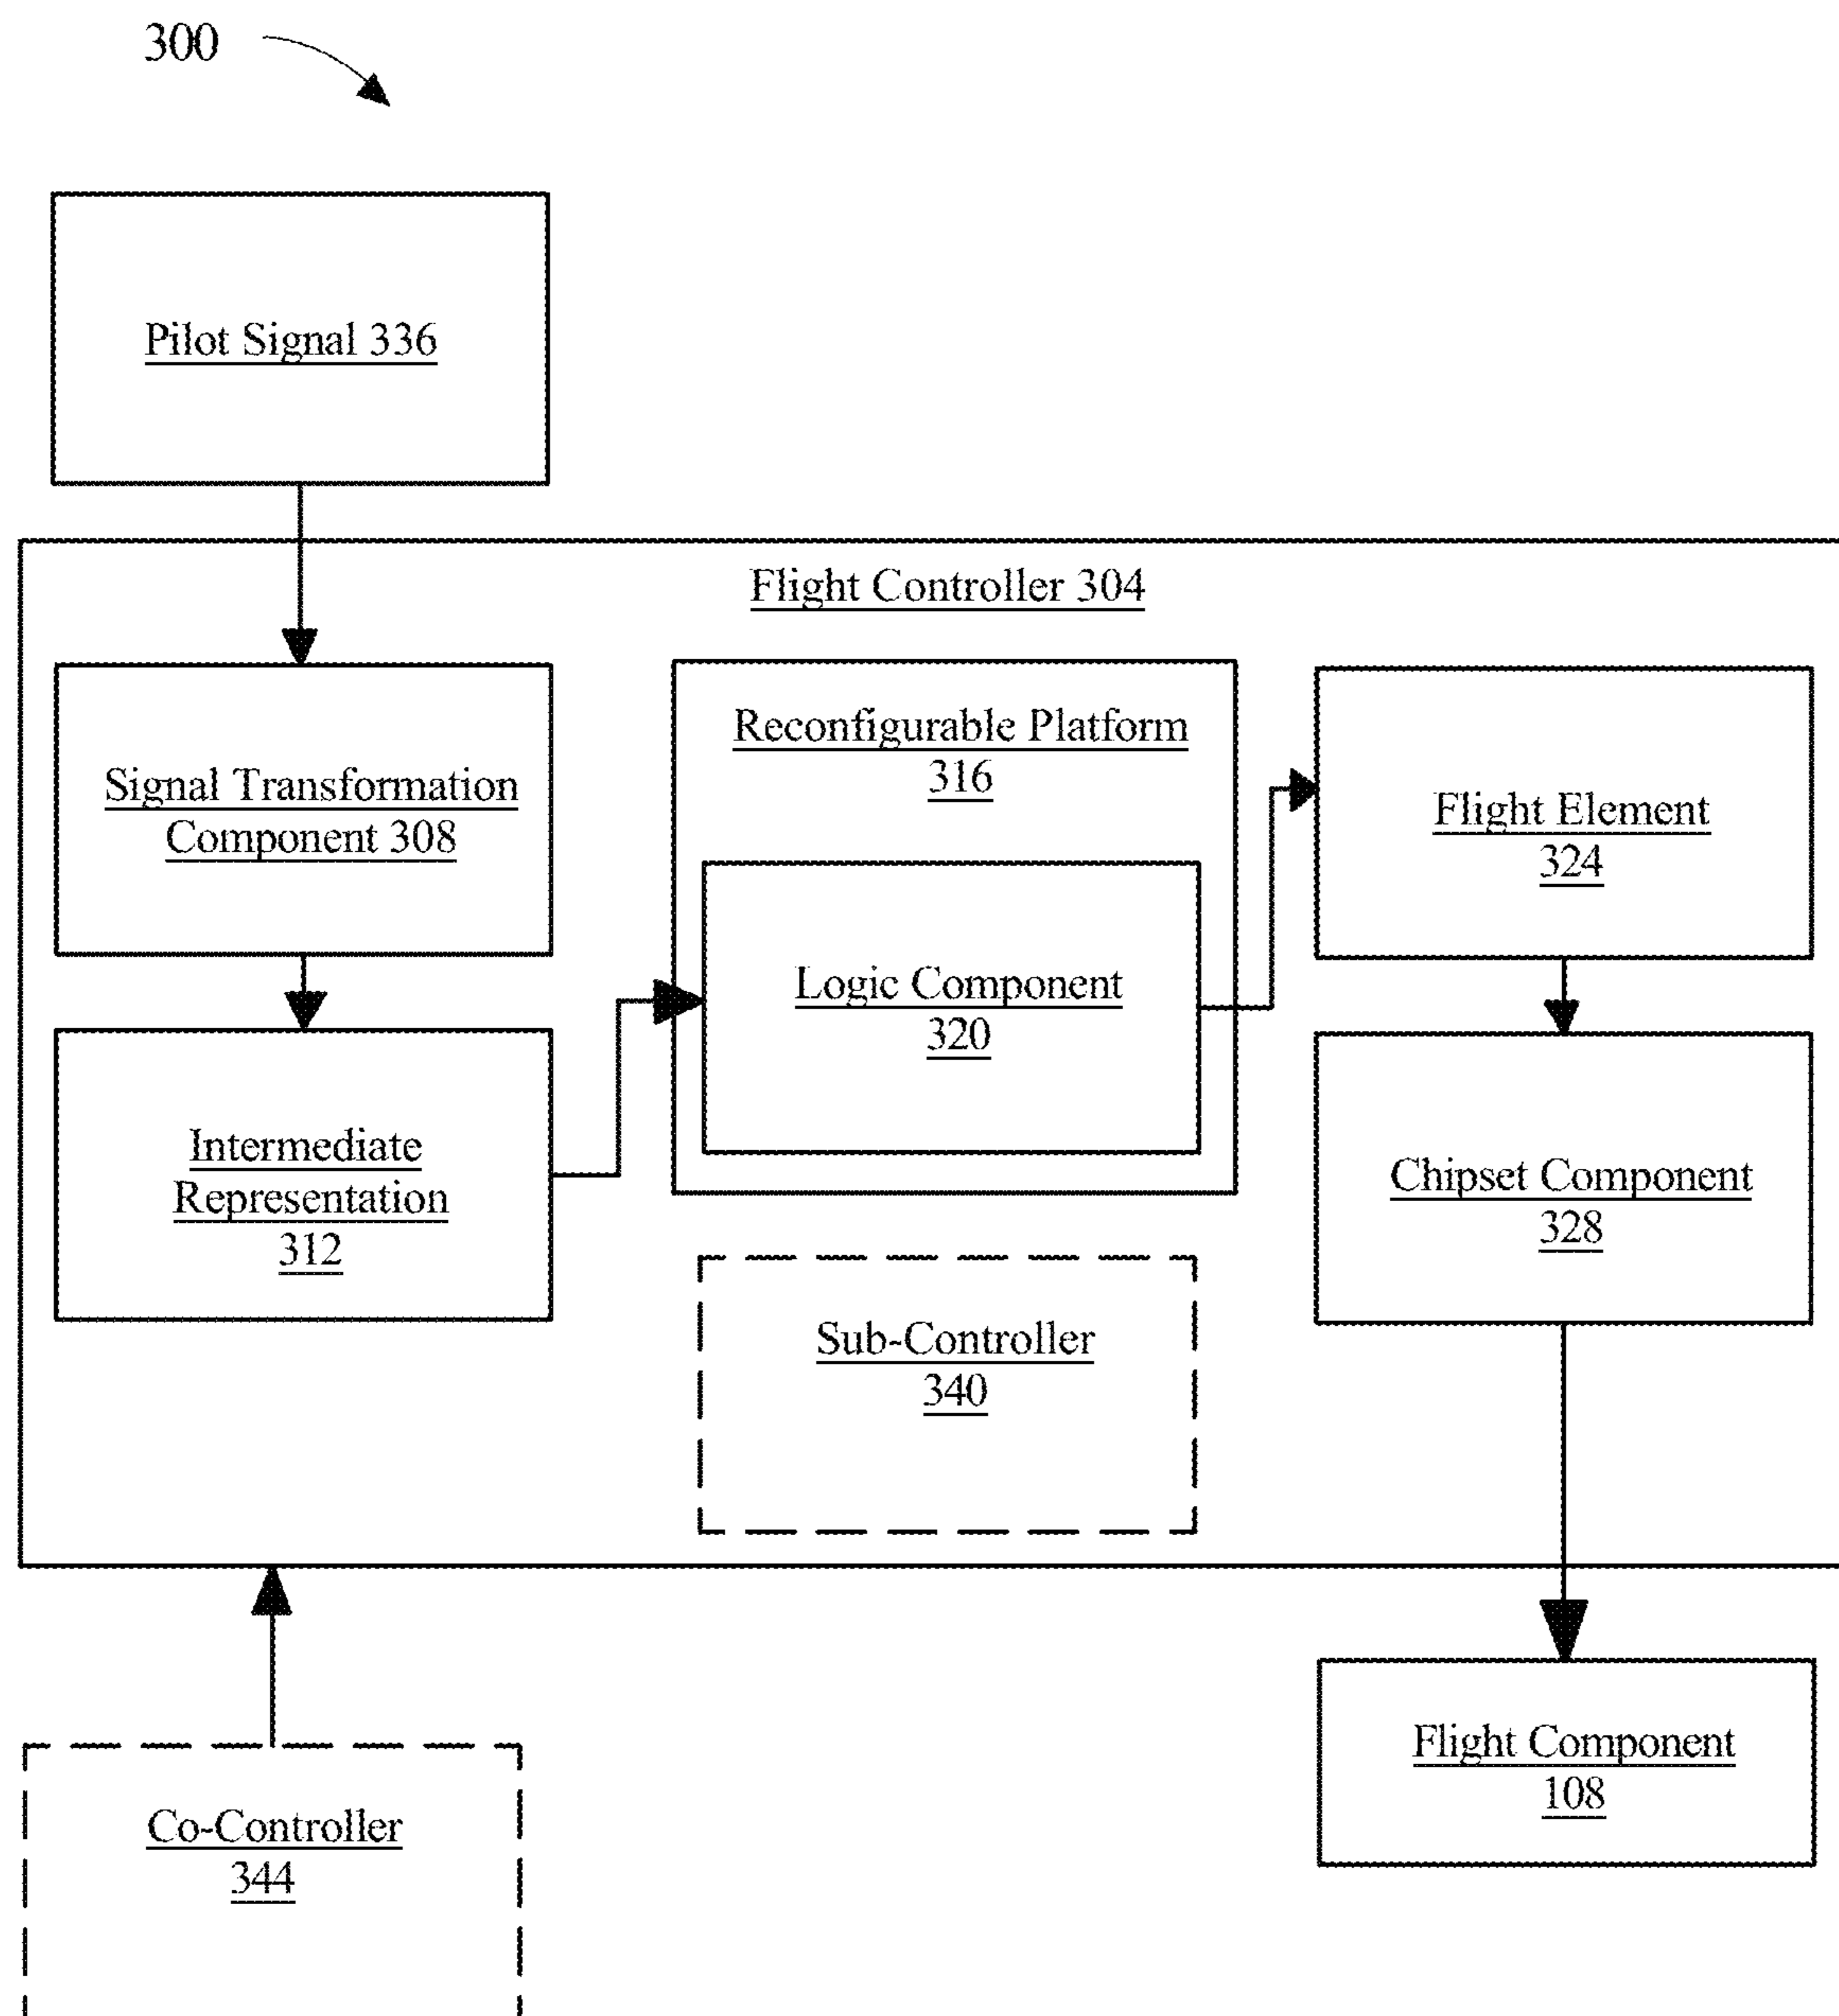 300
Pilot Signal 336
Flight Controller 304
Signal Transformation
Component 308
Intermediate
Representation
312
Reconfigurable Platform
316
Logic Component
320
Sub-Controller
340
Flight Element
324
Chipset Component
328
Flight Component
108
Co-Controller
344